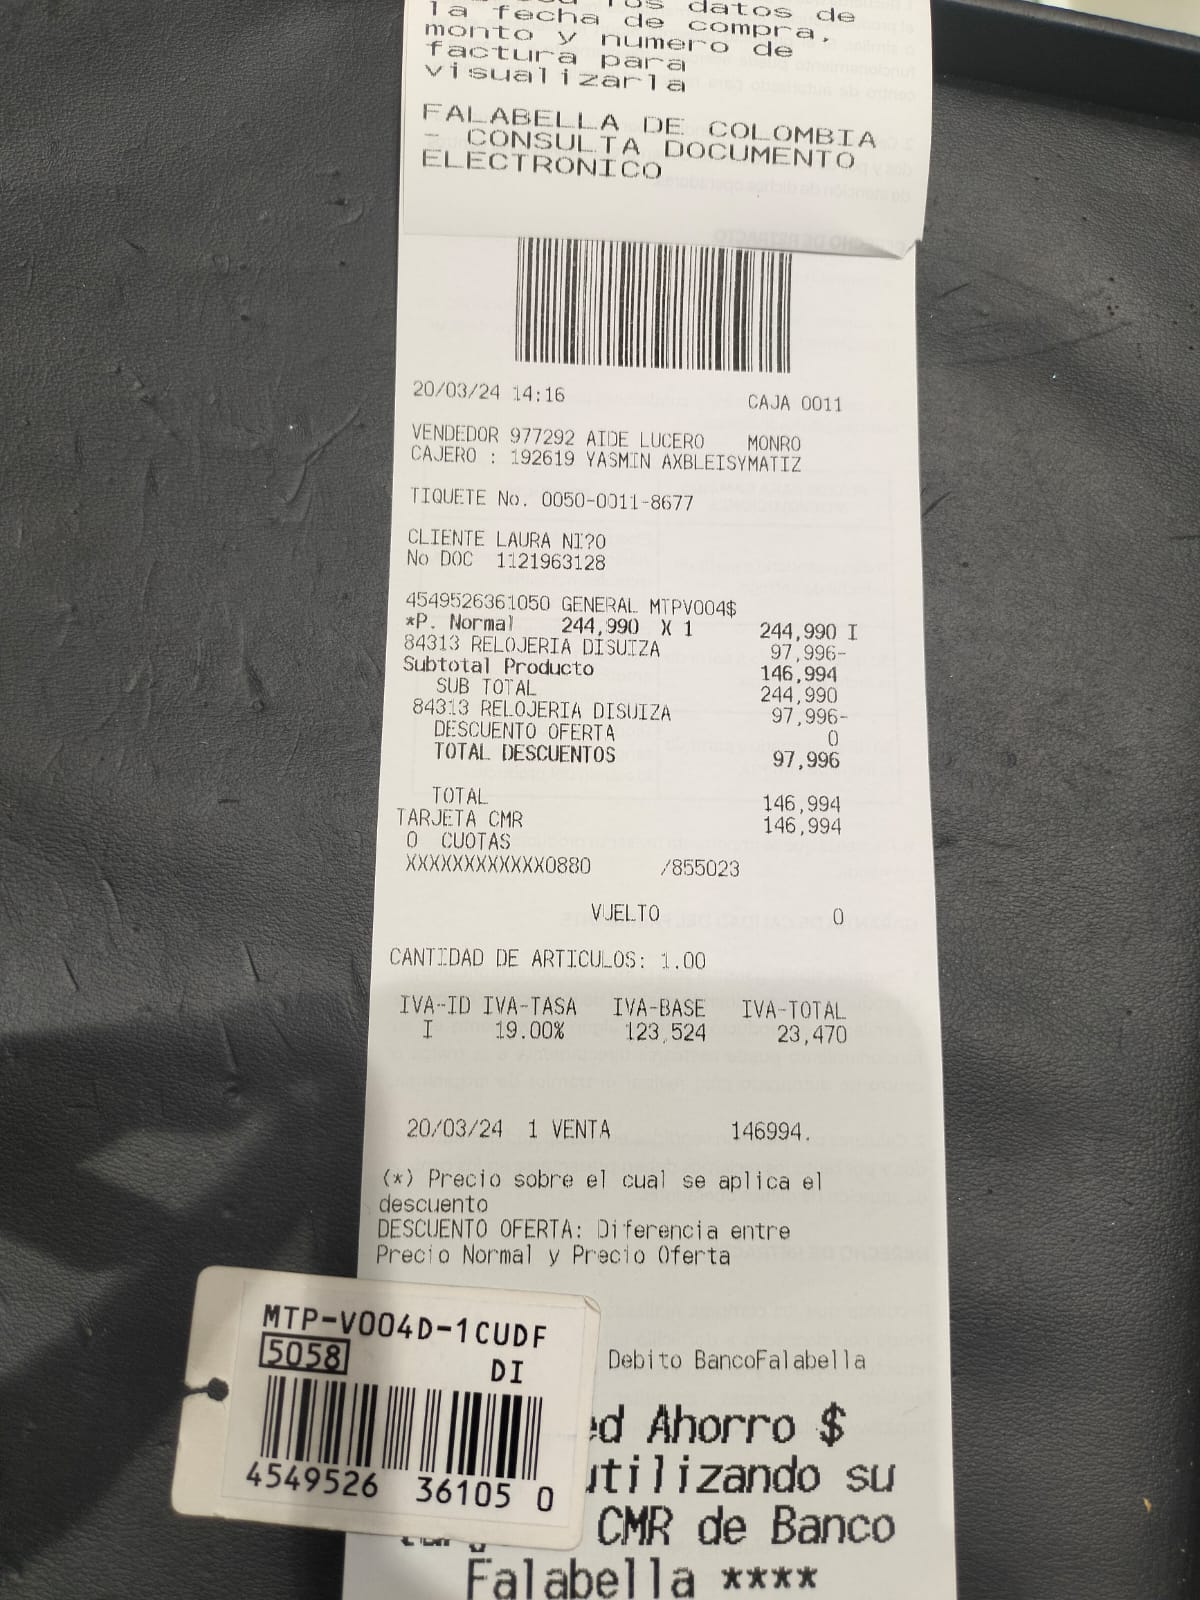 los datos de
la fecha de compra,
monto y numero de
factura para
visualizarla
FALABELLA DE COLOMBIA
- CONSULTA DOCUMENTO
ELECTRONICO
20/03/24 14:16 CAJA 0011
VENDEDOR 977292 AIDE LUCERO MONRO
CAJERO : 192619 YASMIN AXBLEISYMATIZ
TIQUETE No. 0050-0011-8677
CLIENTE LAURA NI?O
No DOC 1121963128
4549526361050 GENERAL MTPV004$
*P. Normal 244,990 X 1 244,990 I
84313 RELOJERIA DISUIZA 97,996-
Subtotal Producto 146,994
SUB TOTAL 244,990
84313 RELOJERIA DISUIZA 97,996-
DESCUENTO OFERTA 0
TOTAL DESCUENTOS 97,996
TOTAL 146,994
TARJETA CMR 146,994
0 CUOTAS
XXXXXXXXXXXX0880 /855023
VUELTO 0
CANTIDAD DE ARTICULOS: 1.00
IVA-ID IVA-TASA IVA-BASE IVA-TOTAL
I 19.00% 123,524 23,470
20/03/24 1 VENTA 146994.
(*) Precio sobre el cual se aplica el
descuento
DESCUENTO OFERTA: Diferencia entre
Precio Normal y Precio Oferta
MTP-V004D-1CUDF
5058 DI
4549526 36105 0
Debito BancoFalabella
ed Ahorro $
utilizando su
CMR de Banco
Falabella ****